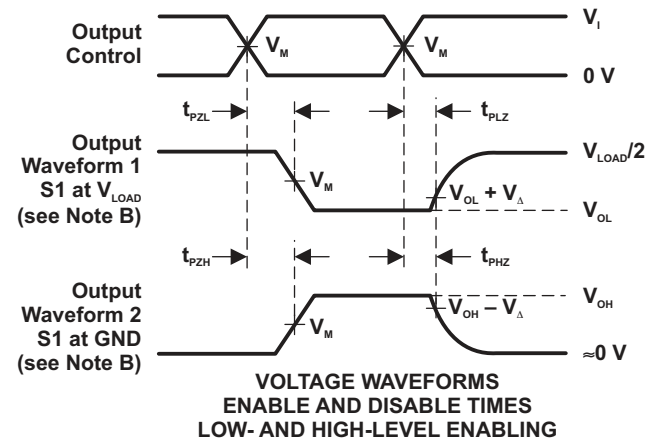 Output
Control
V_M
V_M
V_I
0 V
t_PZL
t_PLZ
Output
Waveform 1
S1 at V_LOAD
(see Note B)
V_M
V_OL + V_Δ
V_LOAD/2
V_OL
t_PZH
t_PHZ
Output
Waveform 2
S1 at GND
(see Note B)
V_M
V_OH − V_Δ
V_OH
≈0 V
VOLTAGE WAVEFORMS
ENABLE AND DISABLE TIMES
LOW- AND HIGH-LEVEL ENABLING